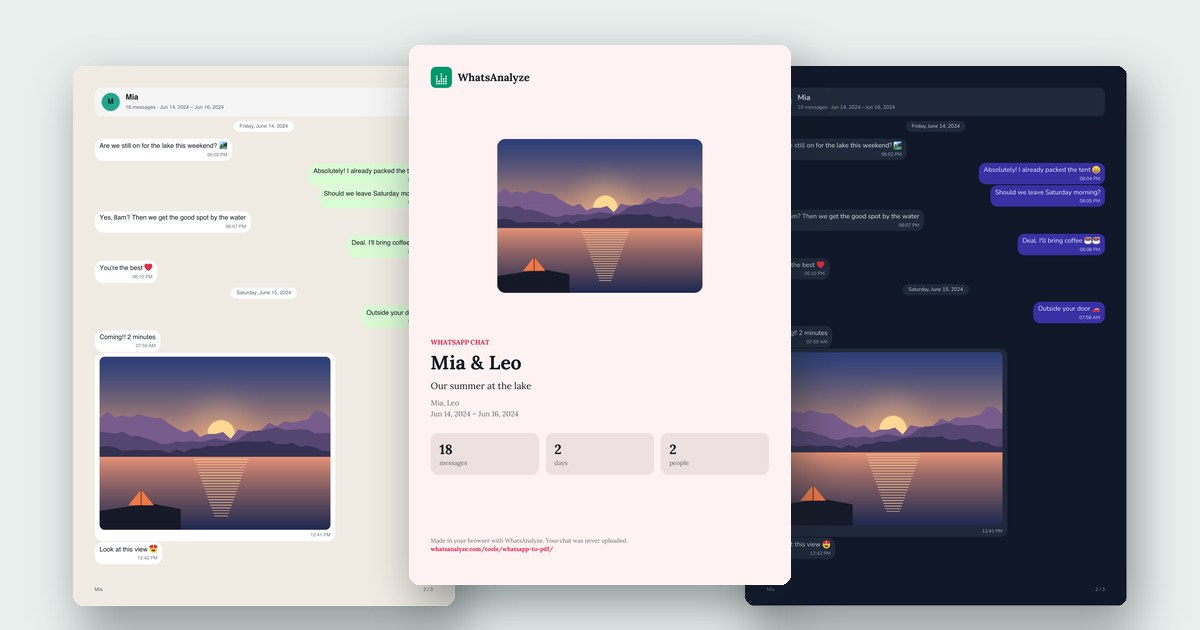 Mia
18 messages · Jun 14, 2024 – Jun 16, 2024
Friday, June 14, 2024
Are we still on for the lake this weekend? 🏞️
06:02 PM
Absolutely! I already packed the t
Should we leave Saturday mo
Yes, 8am? Then we get the good spot by the water
06:07 PM
Deal. I'll bring coffee
You're the best ❤️
06:10 PM
Saturday, June 15, 2024
Outside your d
Coming!! 2 minutes
07:59 AM
12:41 PM
Look at this view 😍
12:42 PM
Mia
2 / 3
WhatsAnalyze
WHATSAPP CHAT
Mia & Leo
Our summer at the lake
Mia, Leo
Jun 14, 2024 – Jun 16, 2024
18
messages
2
days
2
people
Made in your browser with WhatsAnalyze. Your chat was never uploaded.
whatsanalyze.com/tools/whatsapp-to-pdf/
Mia
18 messages · Jun 14, 2024 – Jun 16, 2024
Friday, June 14, 2024
still on for the lake this weekend? 🏞️
06:02 PM
Absolutely! I already packed the tent 😄
06:04 PM
Should we leave Saturday morning?
06:05 PM
am? Then we get the good spot by the water
06:07 PM
Deal. I'll bring coffee ☕☕
06:08 PM
the best ❤️
06:10 PM
Saturday, June 15, 2024
Outside your door 🚗
07:58 AM
g!! 2 minutes
07:59 AM
12:41 PM
t this view 😍
12:42 PM
Mia
2 / 3